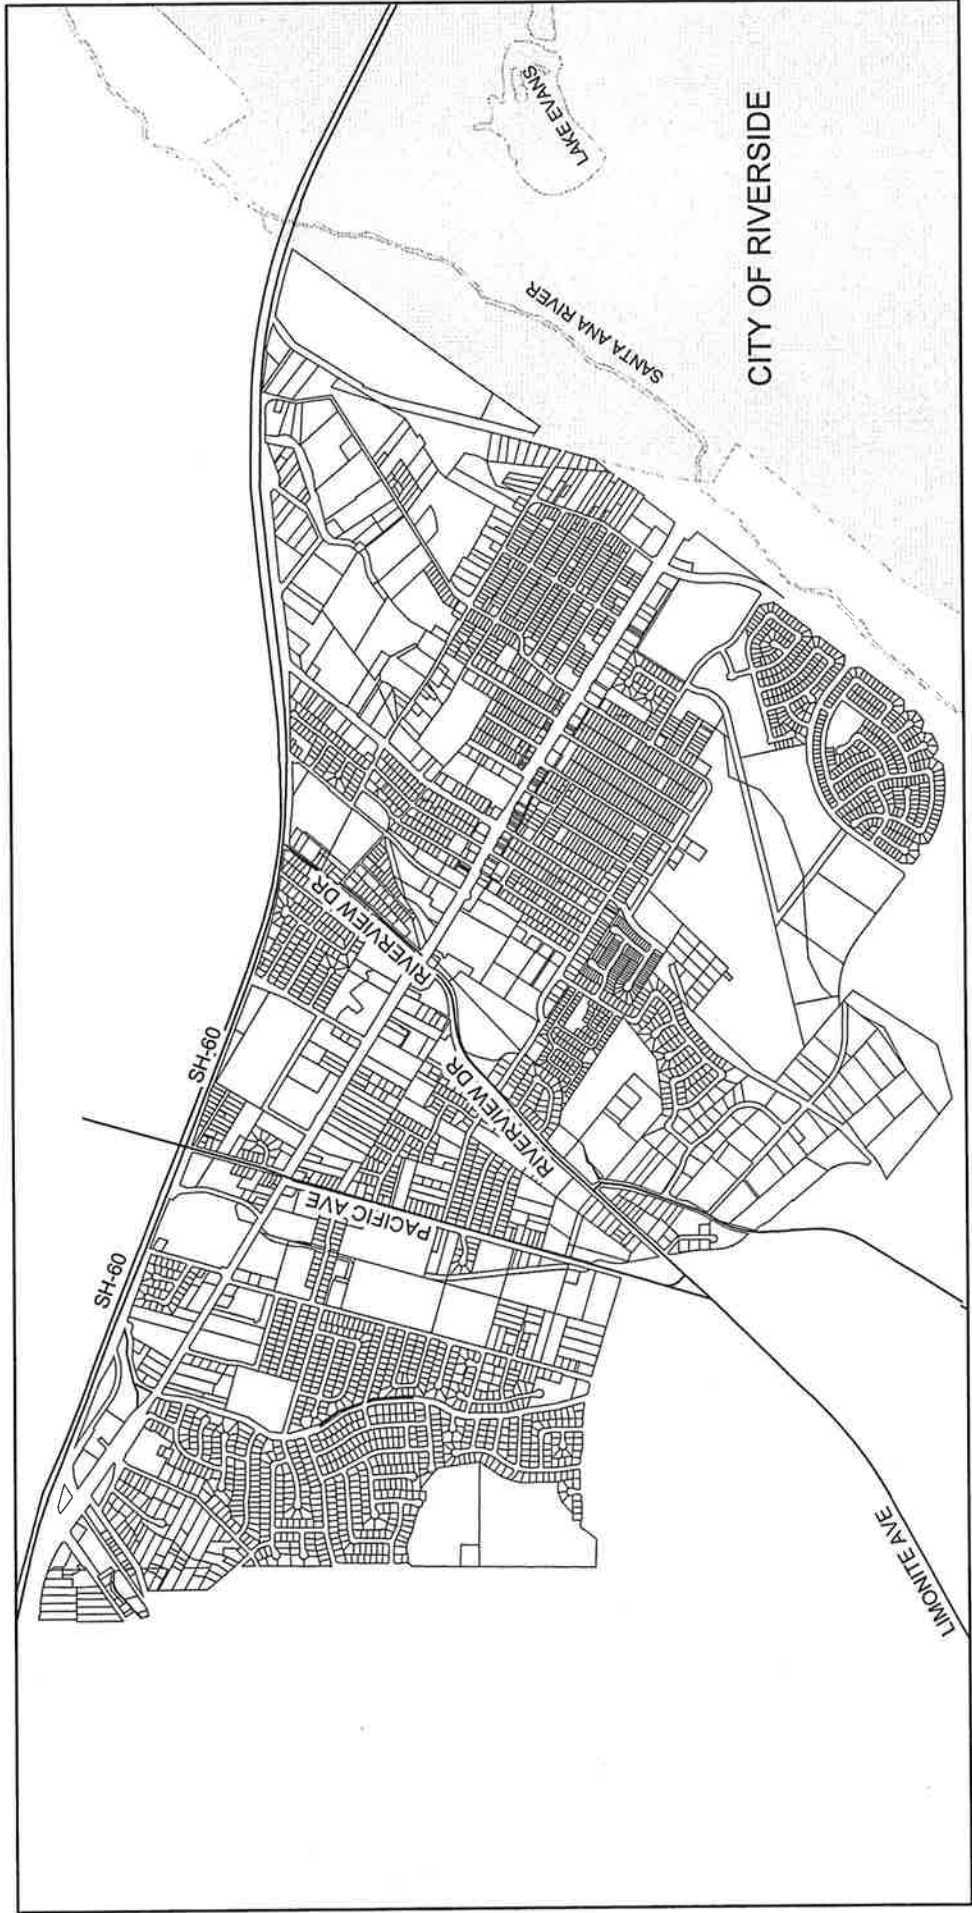 SH-60
SH-60
PACIFIC AVE
RIVERVIEW DR
RIVERVIEW DR
LIMONITE AVE
SANTA ANA RIVER
LAKE EVANS
CITY OF RIVERSIDE